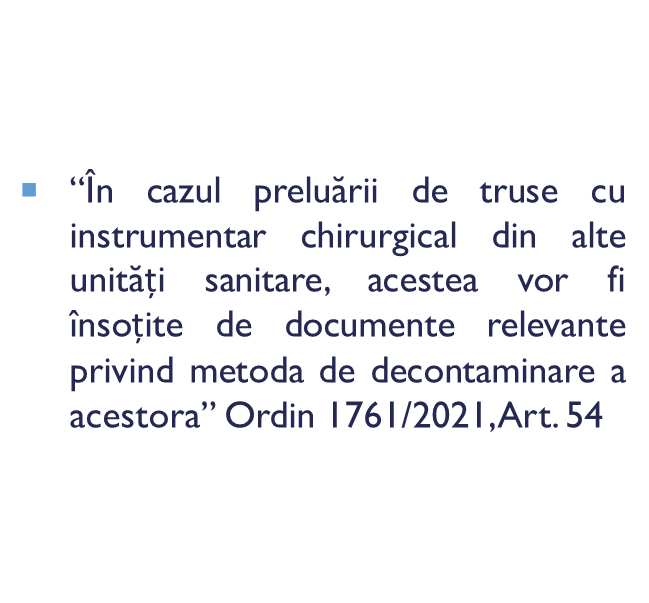 “În cazul preluării de truse cu
instrumentar chirurgical din alte
unități sanitare, acestea vor fi
însoțite de documente relevante
privind metoda de decontaminare a
acestora” Ordin 1761/2021, Art. 54